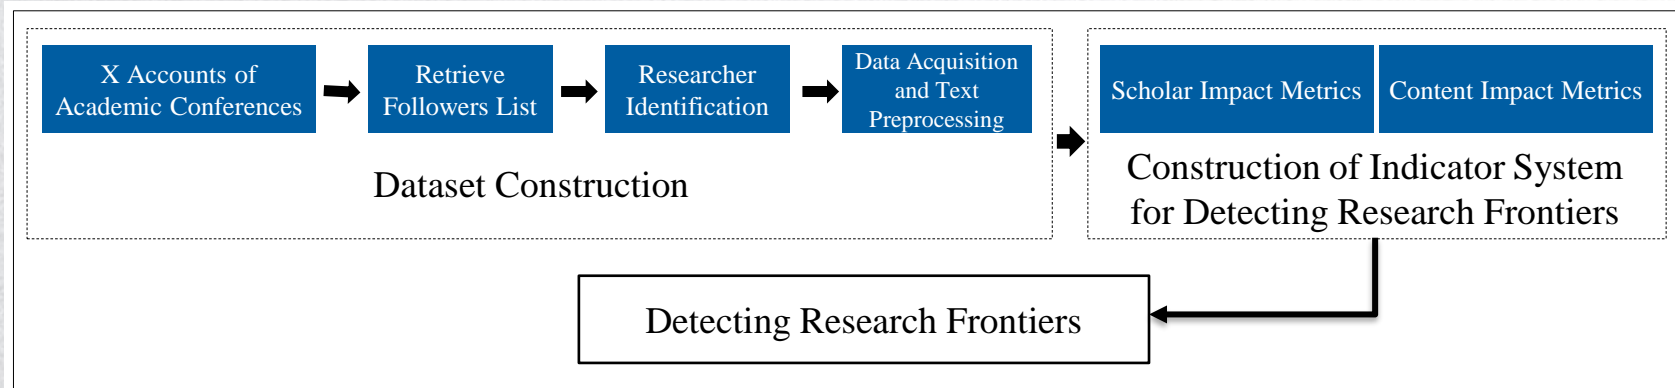 X Accounts of
Academic Conferences
Retrieve
Followers List
Researcher
Identification
Data Acquisition
and Text
Preprocessing
Dataset Construction
Scholar Impact Metrics
Content Impact Metrics
Construction of Indicator System
for Detecting Research Frontiers
Detecting Research Frontiers